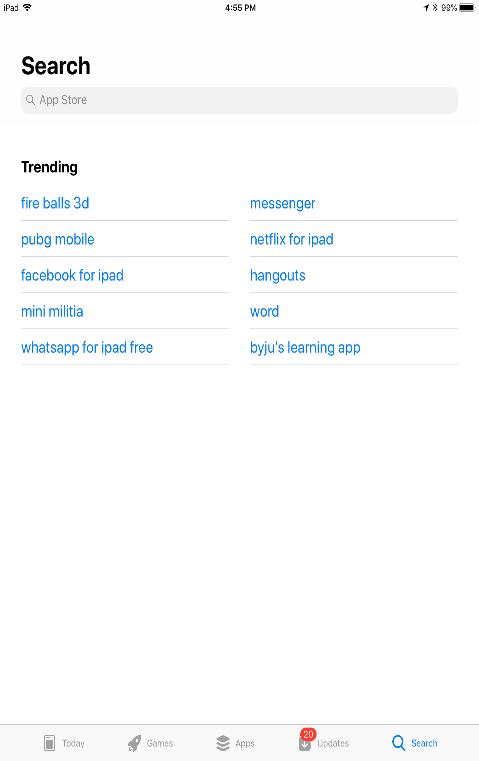 iPad 4:55 PM 99%
Search
App Store
Trending
fire balls 3d
messenger
pubg mobile
netflix for ipad
facebook for ipad
hangouts
mini militia
word
whatsapp for ipad free
byju's learning app
20
Today Games Apps Updates Search